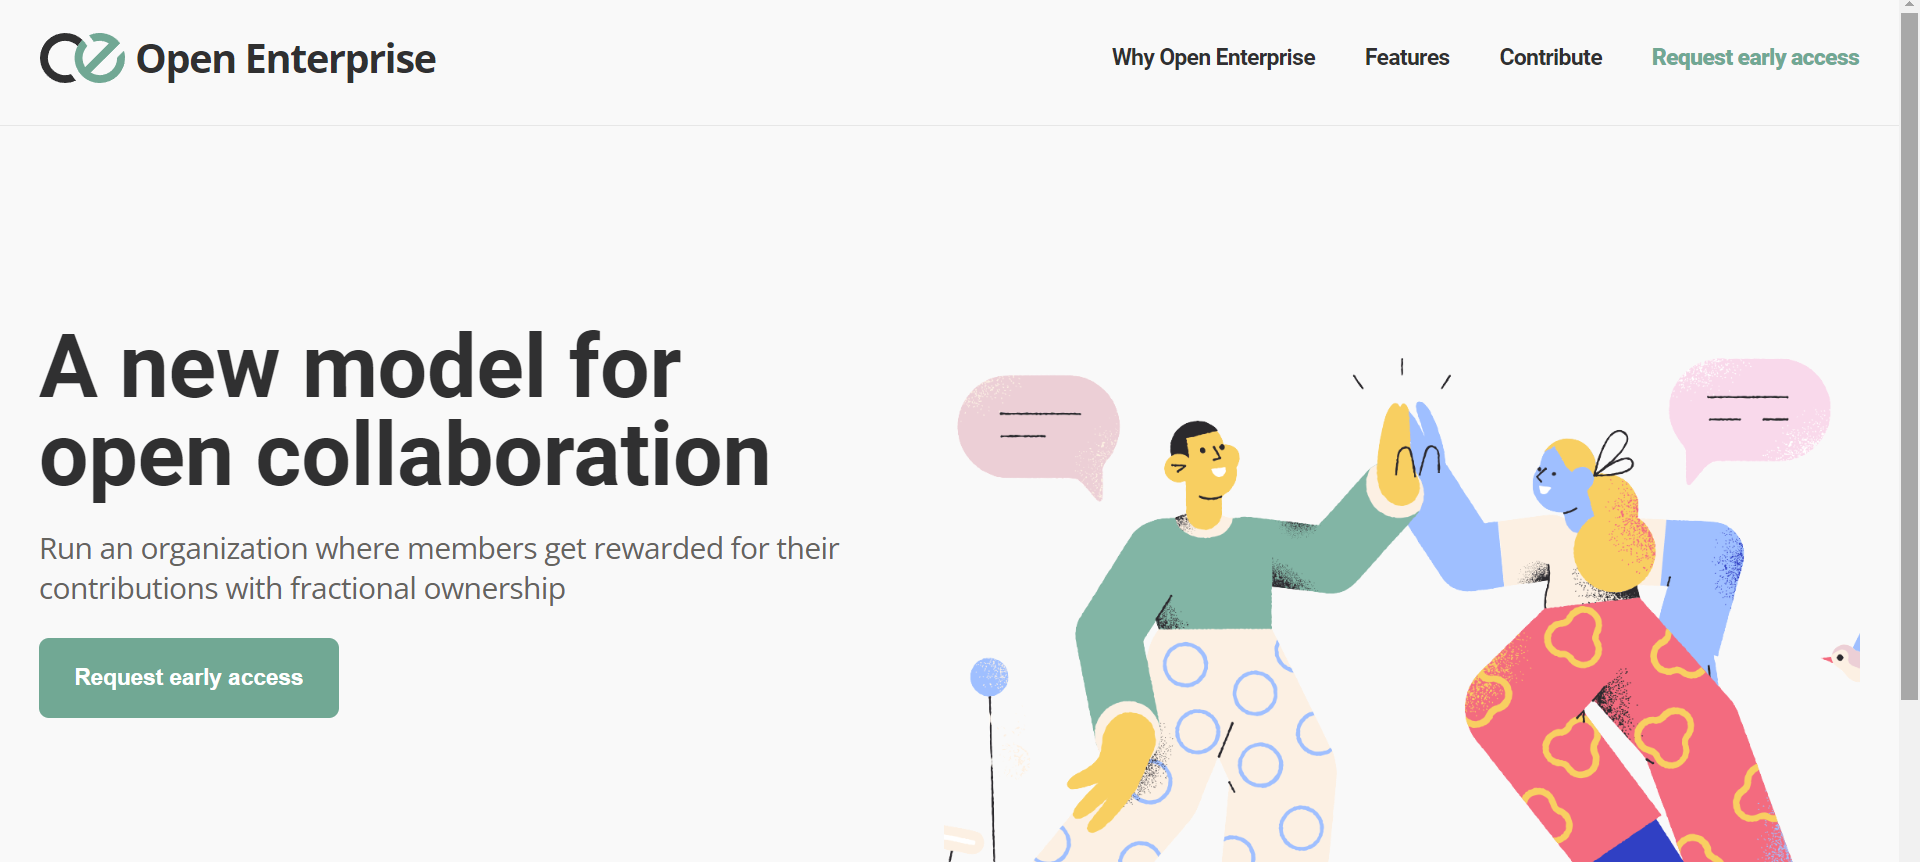 Open Enterprise
Why Open Enterprise
Features
Contribute
Request early access
A new model for
open collaboration
Run an organization where members get rewarded for their
contributions with fractional ownership
Request early access